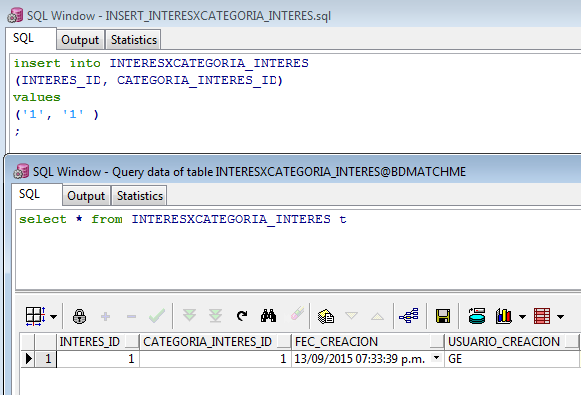 SQL Window - INSERT_INTERESXCATEGORIA_INTERES.sql
SQL Output Statistics
insert into INTERESXCATEGORIA_INTERES
(INTERES_ID, CATEGORIA_INTERES_ID)
values
('1', '1' )
;
SQL Window - Query data of table INTERESXCATEGORIA_INTERES@BDMATCHME
SQL Output Statistics
select * from INTERESXCATEGORIA_INTERES t
INTERES_ID CATEGORIA_INTERES_ID FEC_CREACION USUARIO_CREACION
1 1 1 13/09/2015 07:33:39 p.m. GE